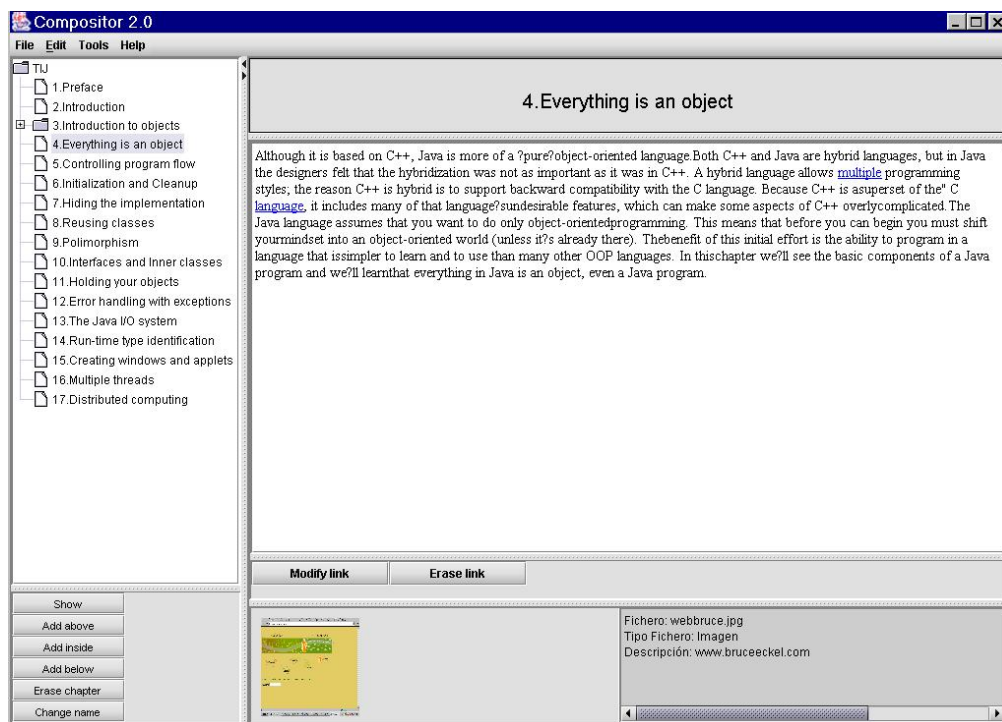 Compositor 2.0
File Edit Tools Help
TIJ
1.Preface
2.Introduction
3.Introduction to objects
4.Everything is an object
5.Controlling program flow
6.Initialization and Cleanup
7.Hiding the implementation
8.Reusing classes
9.Polimorphism
10.Interfaces and Inner classes
11.Holding your objects
12.Error handling with exceptions
13.The Java I/O system
14.Run-time type identification
15.Creating windows and applets
16.Multiple threads
17.Distributed computing
Show
Add above
Add inside
Add below
Erase chapter
Change name
4.Everything is an object
Although it is based on C++, Java is more of a ?pure?object-oriented language.Both C++ and Java are hybrid languages, but in Java
the designers felt that the hybridization was not as important as it was in C++. A hybrid language allows multiple programming
styles; the reason C++ is hybrid is to support backward compatibility with the C language. Because C++ is asuperset of the" C
language, it includes many of that language?sundesirable features, which can make some aspects of C++ overlycomplicated.The
Java language assumes that you want to do only object-orientedprogramming. This means that before you can begin you must shift
yourmindset into an object-oriented world (unless it?s already there). Thebenefit of this initial effort is the ability to program in a
language that issimpler to learn and to use than many other OOP languages. In thischapter we?ll see the basic components of a Java
program and we?ll learnthat everything in Java is an object, even a Java program.
Modify link
Erase link
Fichero: webbruce.jpg
Tipo Fichero: Imagen
Descripción: www.bruceeckel.com